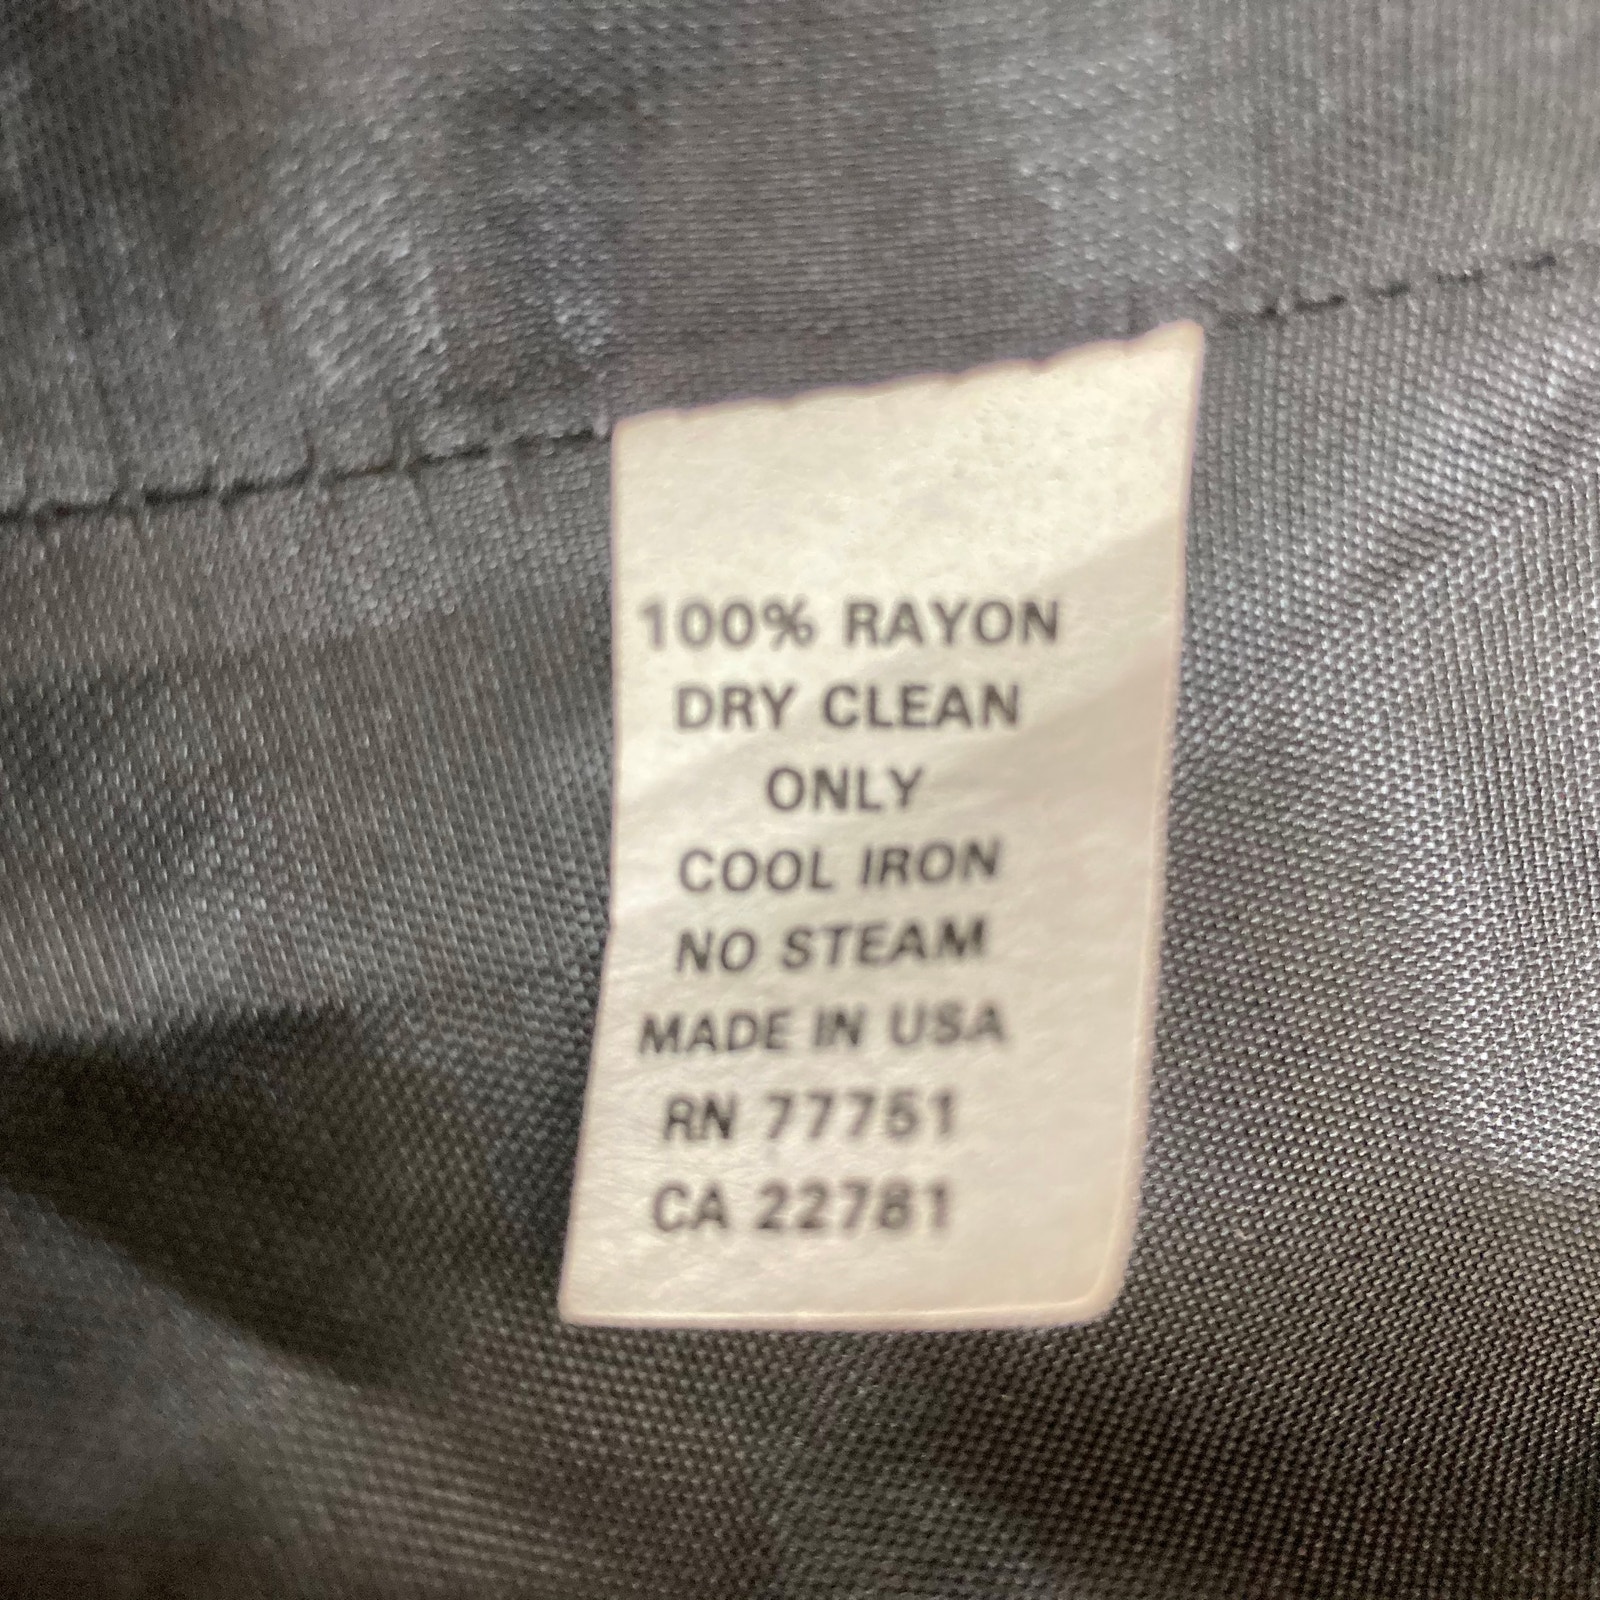 100% RAYON
DRY CLEAN
ONLY
COOL IRON
NO STEAM
MADE IN USA
RN 77751
CA 22781